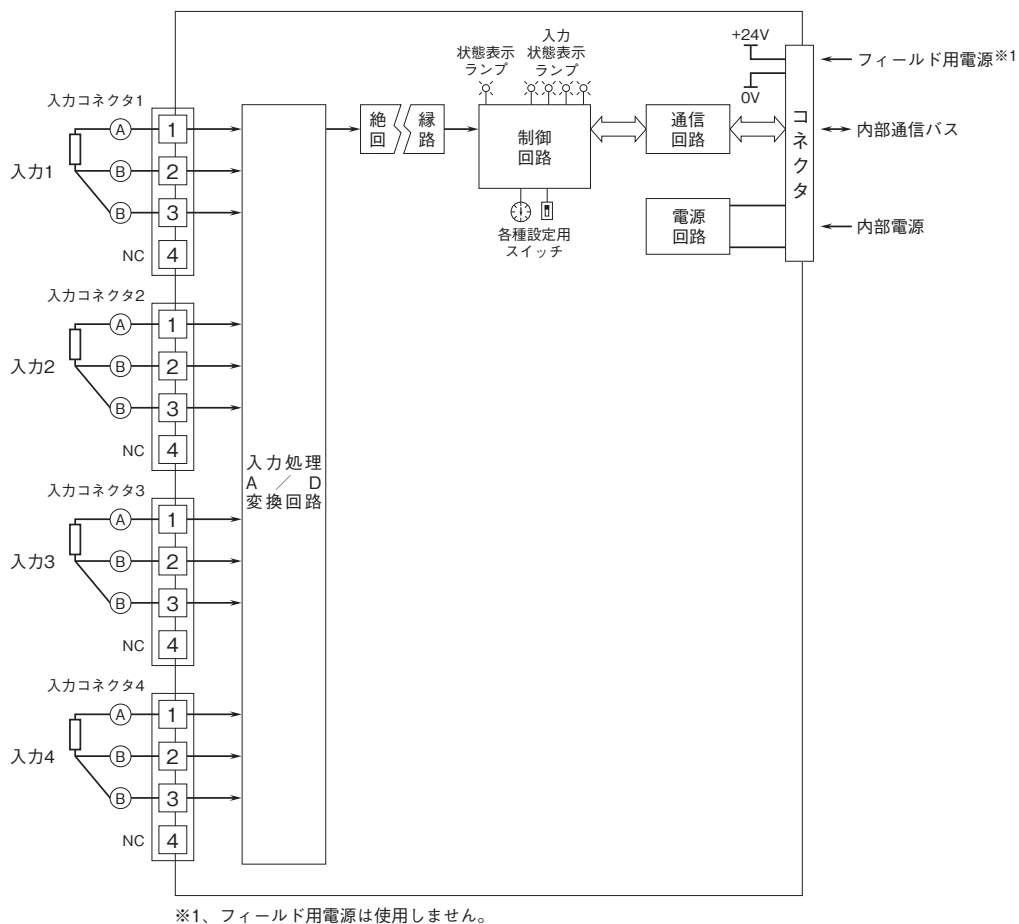 +24V
0V
フィールド用電源※1
内部通信バス
内部電源
コネクタ
状態表示
ランプ
入力
状態表示
ランプ
絶縁
回路
制御
回路
通信
回路
電源
回路
各種設定用
スイッチ
入力処理
A/D
変換回路
入力コネクタ1
入力1
A
B
B
NC
1
2
3
4
入力コネクタ2
入力2
A
B
B
NC
1
2
3
4
入力コネクタ3
入力3
A
B
B
NC
1
2
3
4
入力コネクタ4
入力4
A
B
B
NC
1
2
3
4
※1、フィールド用電源は使用しません。